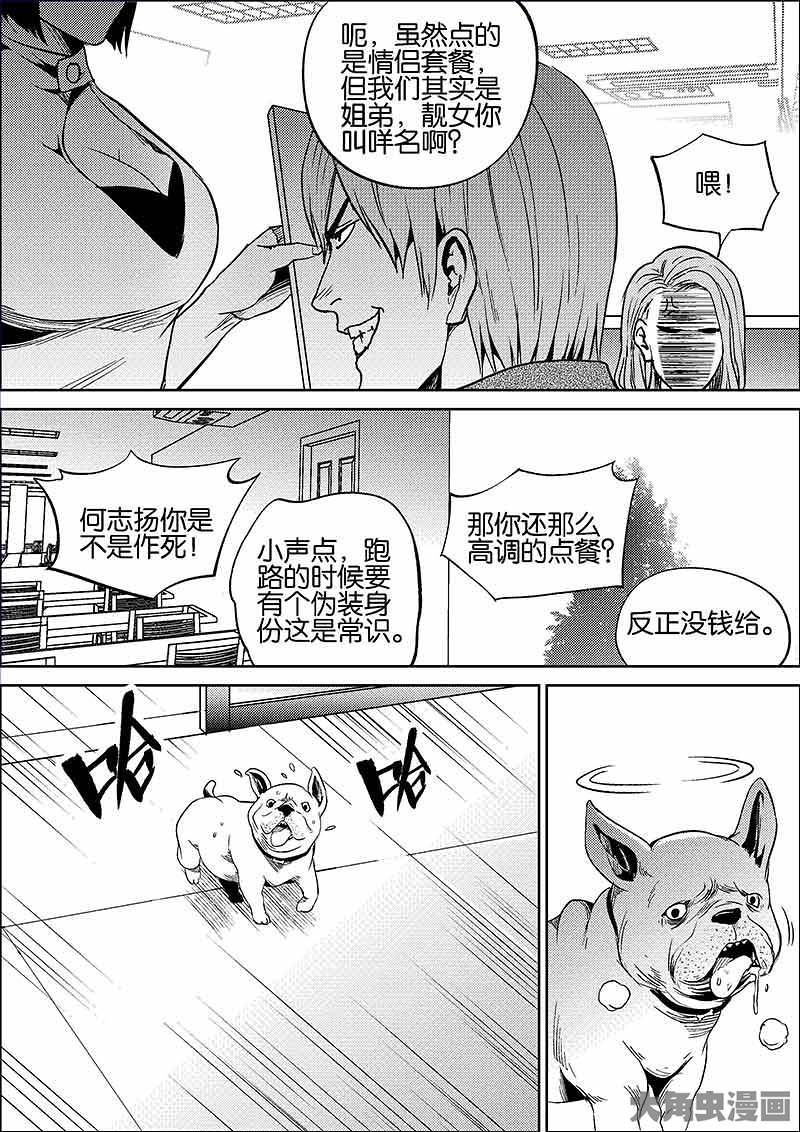 呃，虽然点的
是情侣套餐，
但我们其实是
姐弟，靓女你
叫咩名啊？
喂！
何志扬你是
不是作死！
小声点，跑
路的时候要
有个伪装身
份这是常识。
那你还那么
高调的点餐？
反正没钱给。
哈
哈
大角虫漫画